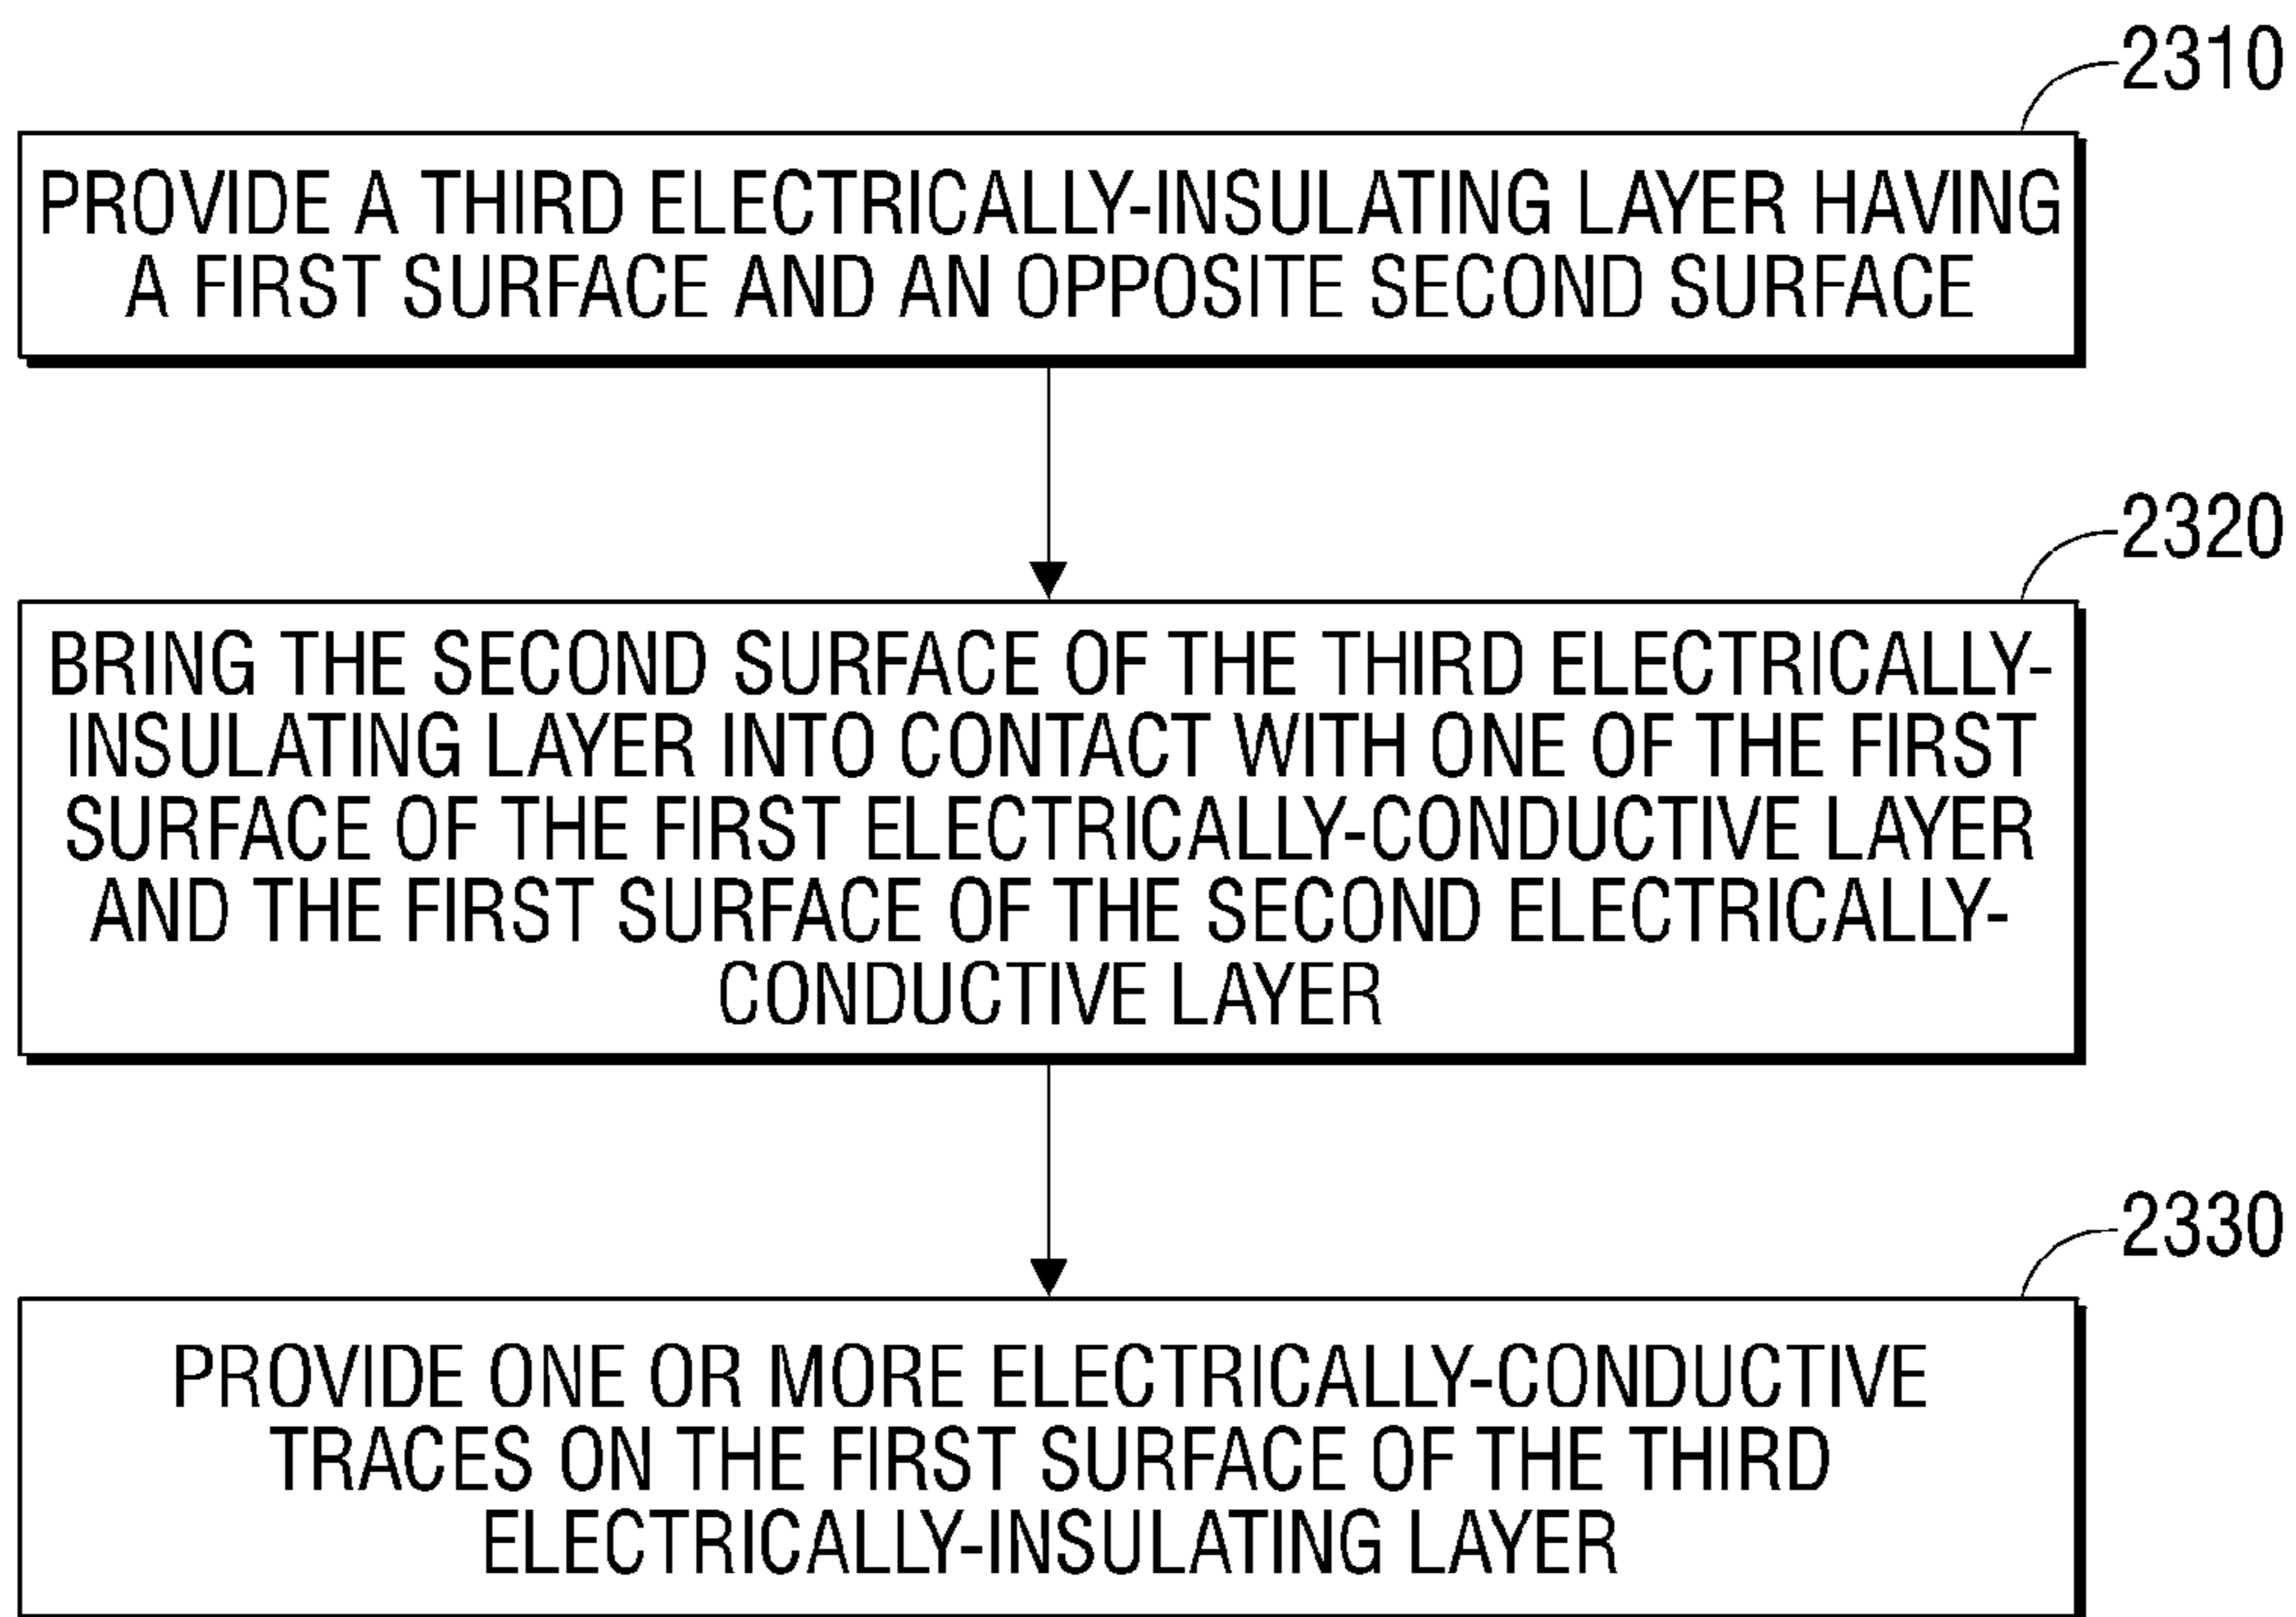 2310
PROVIDE A THIRD ELECTRICALLY-INSULATING LAYER HAVING
A FIRST SURFACE AND AN OPPOSITE SECOND SURFACE
2320
BRING THE SECOND SURFACE OF THE THIRD ELECTRICALLY-
INSULATING LAYER INTO CONTACT WITH ONE OF THE FIRST
SURFACE OF THE FIRST ELECTRICALLY-CONDUCTIVE LAYER
AND THE FIRST SURFACE OF THE SECOND ELECTRICALLY-
CONDUCTIVE LAYER
2330
PROVIDE ONE OR MORE ELECTRICALLY-CONDUCTIVE
TRACES ON THE FIRST SURFACE OF THE THIRD
ELECTRICALLY-INSULATING LAYER